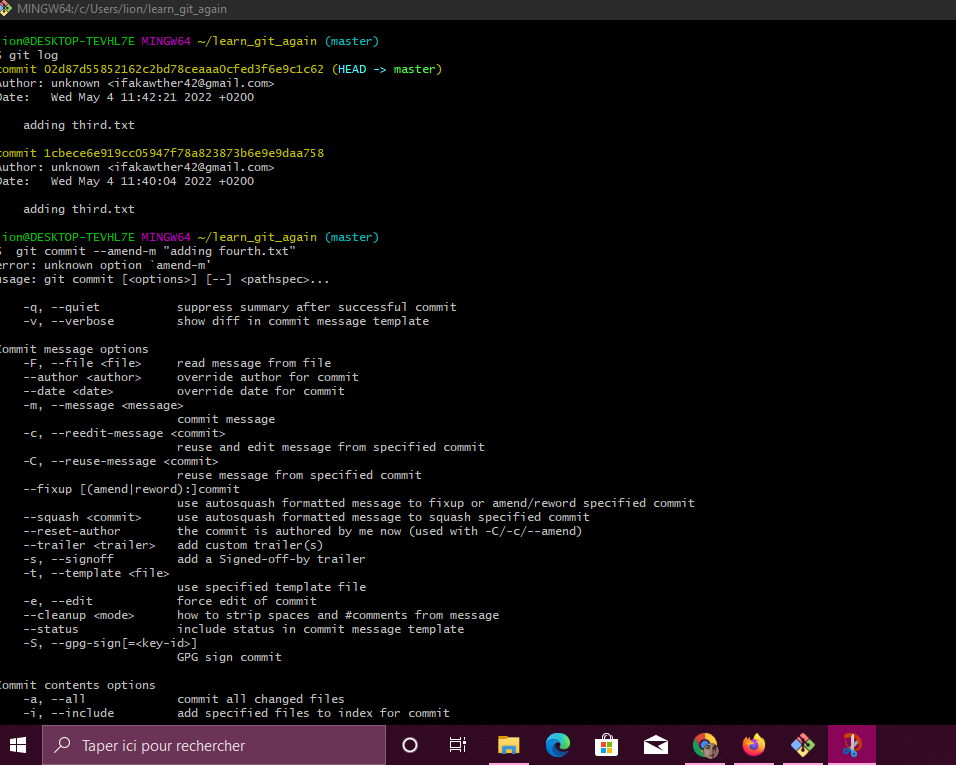 MINGW64:/c/Users/lion/learn_git_again
ion@DESKTOP-TEVHL7E MINGW64 ~/learn_git_again (master)
$ git log
commit 02d87d55852162c2bd78ceaaa0cfed3f6e9c1c62 (HEAD -> master)
Author: unknown <ifakawther42@gmail.com>
Date:   Wed May 4 11:42:21 2022 +0200
adding third.txt
commit 1cbece6e919cc05947f78a823873b6e9e9daa758
Author: unknown <ifakawther42@gmail.com>
Date:   Wed May 4 11:40:04 2022 +0200
adding third.txt
ion@DESKTOP-TEVHL7E MINGW64 ~/learn_git_again (master)
$  git commit --amend-m "adding fourth.txt"
error: unknown option `amend-m'
usage: git commit [<options>] [--] <pathspec>...
-q, --quiet           suppress summary after successful commit
-v, --verbose         show diff in commit message template
Commit message options
-F, --file <file>     read message from file
--author <author>     override author for commit
--date <date>         override date for commit
-m, --message <message>
commit message
-c, --reedit-message <commit>
reuse and edit message from specified commit
-C, --reuse-message <commit>
reuse message from specified commit
--fixup [(amend|reword):]commit
use autosquash formatted message to fixup or amend/reword specified commit
--squash <commit>     use autosquash formatted message to squash specified commit
--reset-author        the commit is authored by me now (used with -C/-c/--amend)
--trailer <trailer>   add custom trailer(s)
-s, --signoff         add a Signed-off-by trailer
-t, --template <file>
use specified template file
-e, --edit            force edit of commit
--cleanup <mode>      how to strip spaces and #comments from message
--status              include status in commit message template
-S, --gpg-sign[=<key-id>]
GPG sign commit
Commit contents options
-a, --all             commit all changed files
-i, --include         add specified files to index for commit
Taper ici pour rechercher